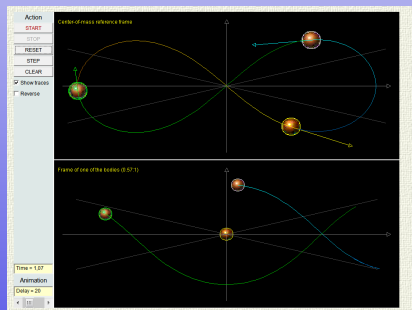 Action
START
STOP
RESET
STEP
CLEAR
Show traces
Reverse
Time = 1,07
Animation
Delay = 20
Center-of-mass reference frame
Frame of one of the bodies (0.57;1)